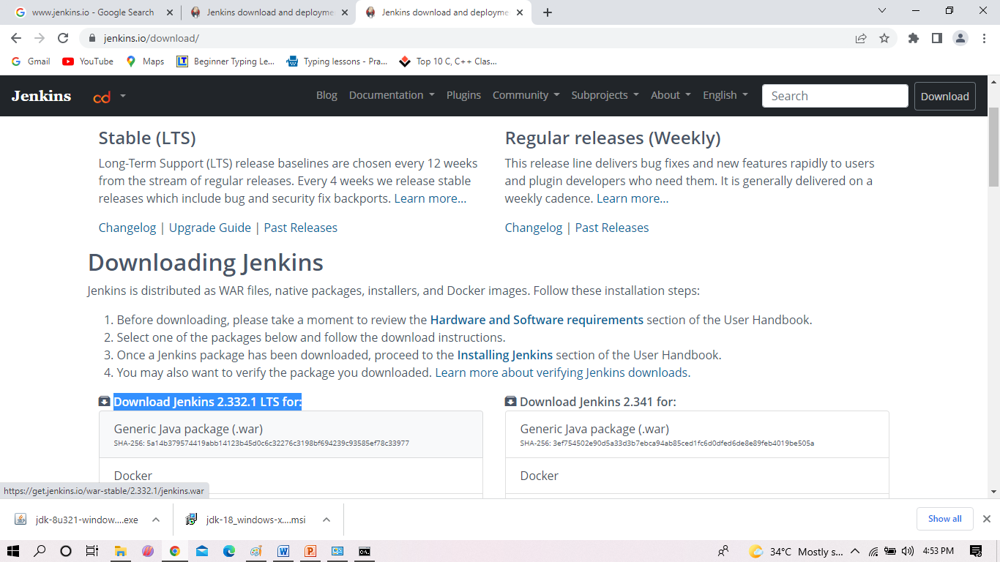 www.jenkins.io - Google Search
Jenkins download and deployme
Jenkins download and deployme
jenkins.io/download/
Gmail
YouTube
Maps
Beginner Typing Le...
Typing lessons - Pra...
Top 10 C, C++ Clas...
Jenkins
cd
Blog
Documentation
Plugins
Community
Subprojects
About
English
Search
Download
Stable (LTS)
Long-Term Support (LTS) release baselines are chosen every 12 weeks
from the stream of regular releases. Every 4 weeks we release stable
releases which include bug and security fix backports. Learn more...
Changelog | Upgrade Guide | Past Releases
Regular releases (Weekly)
This release line delivers bug fixes and new features rapidly to users
and plugin developers who need them. It is generally delivered on a
weekly cadence. Learn more...
Changelog | Past Releases
Downloading Jenkins
Jenkins is distributed as WAR files, native packages, installers, and Docker images. Follow these installation steps:
1. Before downloading, please take a moment to review the Hardware and Software requirements section of the User Handbook.
2. Select one of the packages below and follow the download instructions.
3. Once a Jenkins package has been downloaded, proceed to the Installing Jenkins section of the User Handbook.
4. You may also want to verify the package you downloaded. Learn more about verifying Jenkins downloads.
Download Jenkins 2.332.1 LTS for:
Generic Java package (.war)
SHA-256: 5a14b379574419abb14123b45d0c6c32276c3198bf694239c93585ef78c33977
Docker
Download Jenkins 2.341 for:
Generic Java package (.war)
SHA-256: 3ef754502e90d5a33d3b7ebca94ab85ced1fc6d0dfed6de8e89feb4019be505a
Docker
https://get.jenkins.io/war-stable/2.332.1/jenkins.war
jdk-8u321-window....exe
jdk-18_windows-x....msi
Show all
34°C Mostly s...
4:53 PM